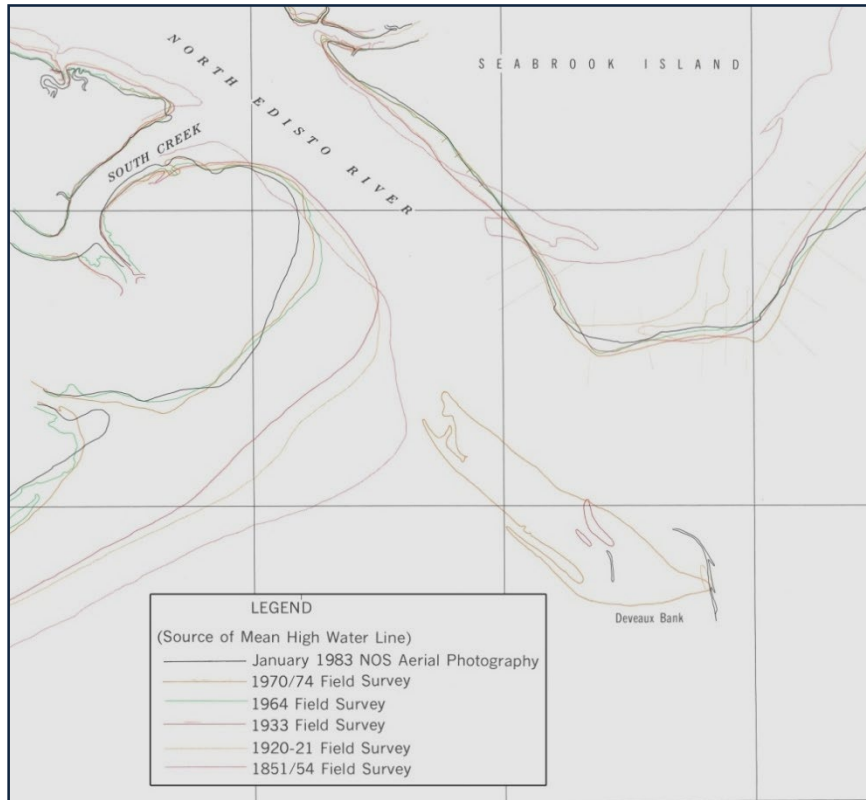 NORTH EDISTO RIVER
SEABROOK ISLAND
SOUTH CREEK
Deveaux Bank
LEGEND
(Source of Mean High Water Line)
January 1983 NOS Aerial Photography
1970/74 Field Survey
1964 Field Survey
1933 Field Survey
1920-21 Field Survey
1851/54 Field Survey